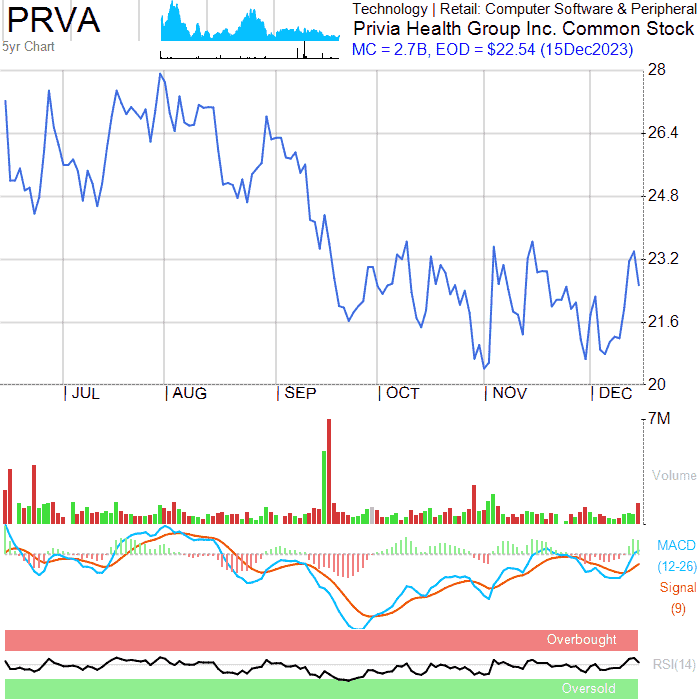 PRVA
5yr Chart
Technology | Retail: Computer Software & Peripheral
Privia Health Group Inc. Common Stock
MC = 2.7B, EOD = $22.54 (15Dec2023)
28
26.4
24.8
23.2
21.6
20
JUL AUG SEP OCT NOV DEC
7M
Volume
MACD
(12-26)
Signal
(9)
Overbought
RSI(14)
Oversold